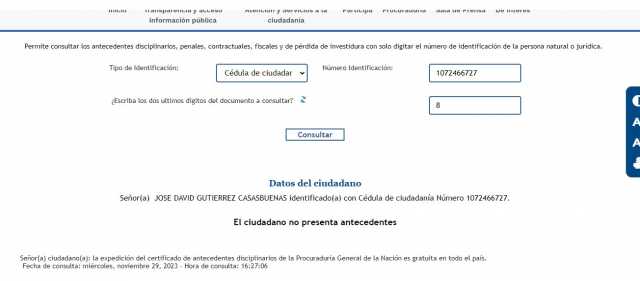 Inicio Transparencia y acceso Atención y Servicios a la Participa Procuraduría Sala de Prensa De Interés
información pública ciudadanía
Permite consultar los antecedentes disciplinarios, penales, contractuales, fiscales y de pérdida de investidura con solo digitar el número de identificación de la persona natural o jurídica.
Tipo de Identificación: Cédula de ciudadar Número Identificación: 1072466727
¿Escriba los dos ultimos digitos del documento a consultar? 8
Consultar
Datos del ciudadano
Señor(a) JOSE DAVID GUTIERREZ CASASBUENAS identificado(a) con Cédula de ciudadanía Número 1072466727.
El ciudadano no presenta antecedentes
Señor(a) ciudadano(a): la expedición del certificado de antecedentes disciplinarios de la Procuraduría General de la Nación es gratuita en todo el país.
Fecha de consulta: miércoles, noviembre 29, 2023 - Hora de consulta: 16:27:06